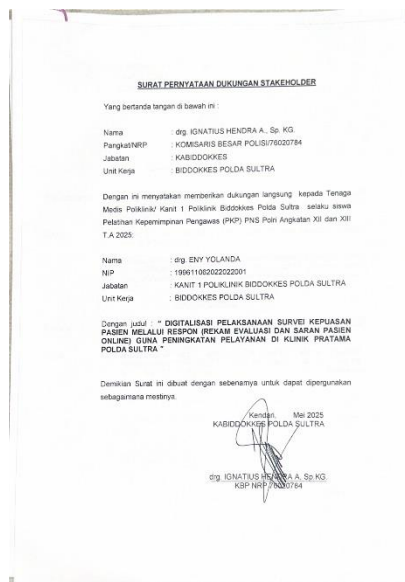 SURAT PERNYATAAN DUKUNGAN STAKEHOLDER
Yang bertanda tangan di bawah ini :
Nama : drg. IGNATIUS HENDRA A., Sp. KG.
Pangkat/NRP : KOMISARIS BESAR POLISI/76020784
Jabatan : KABIDDOKKES
Unit Kerja : BIDDOKKES POLDA SULTRA
Dengan ini menyatakan memberikan dukungan langsung kepada Tenaga
Medis Poliklinik/ Kanit 1 Poliklinik Biddokkes Polda Sultra selaku siswa
Pelatihan Kepemimpinan Pengawas (PKP) PNS Polri Angkatan XII dan XIII
T.A 2025:
Nama : drg. ENY YOLANDA
NIP : 199611082022022001
Jabatan : KANIT 1 POLIKLINIK BIDDOKKES POLDA SULTRA
Unit Kerja : BIDDOKKES POLDA SULTRA
Dengan judul : " DIGITALISASI PELAKSANAAN SURVEI KEPUASAN
PASIEN MELALUI RESPON (REKAM EVALUASI DAN SARAN PASIEN
ONLINE) GUNA PENINGKATAN PELAYANAN DI KLINIK PRATAMA
POLDA SULTRA "
Demikian Surat ini dibuat dengan sebenarnya untuk dapat dipergunakan
sebagaimana mestinya.
Kendari, Mei 2025
KABIDDOKKES POLDA SULTRA
drg. IGNATIUS HENDRA A, Sp.KG.
KBP NRP 76020784